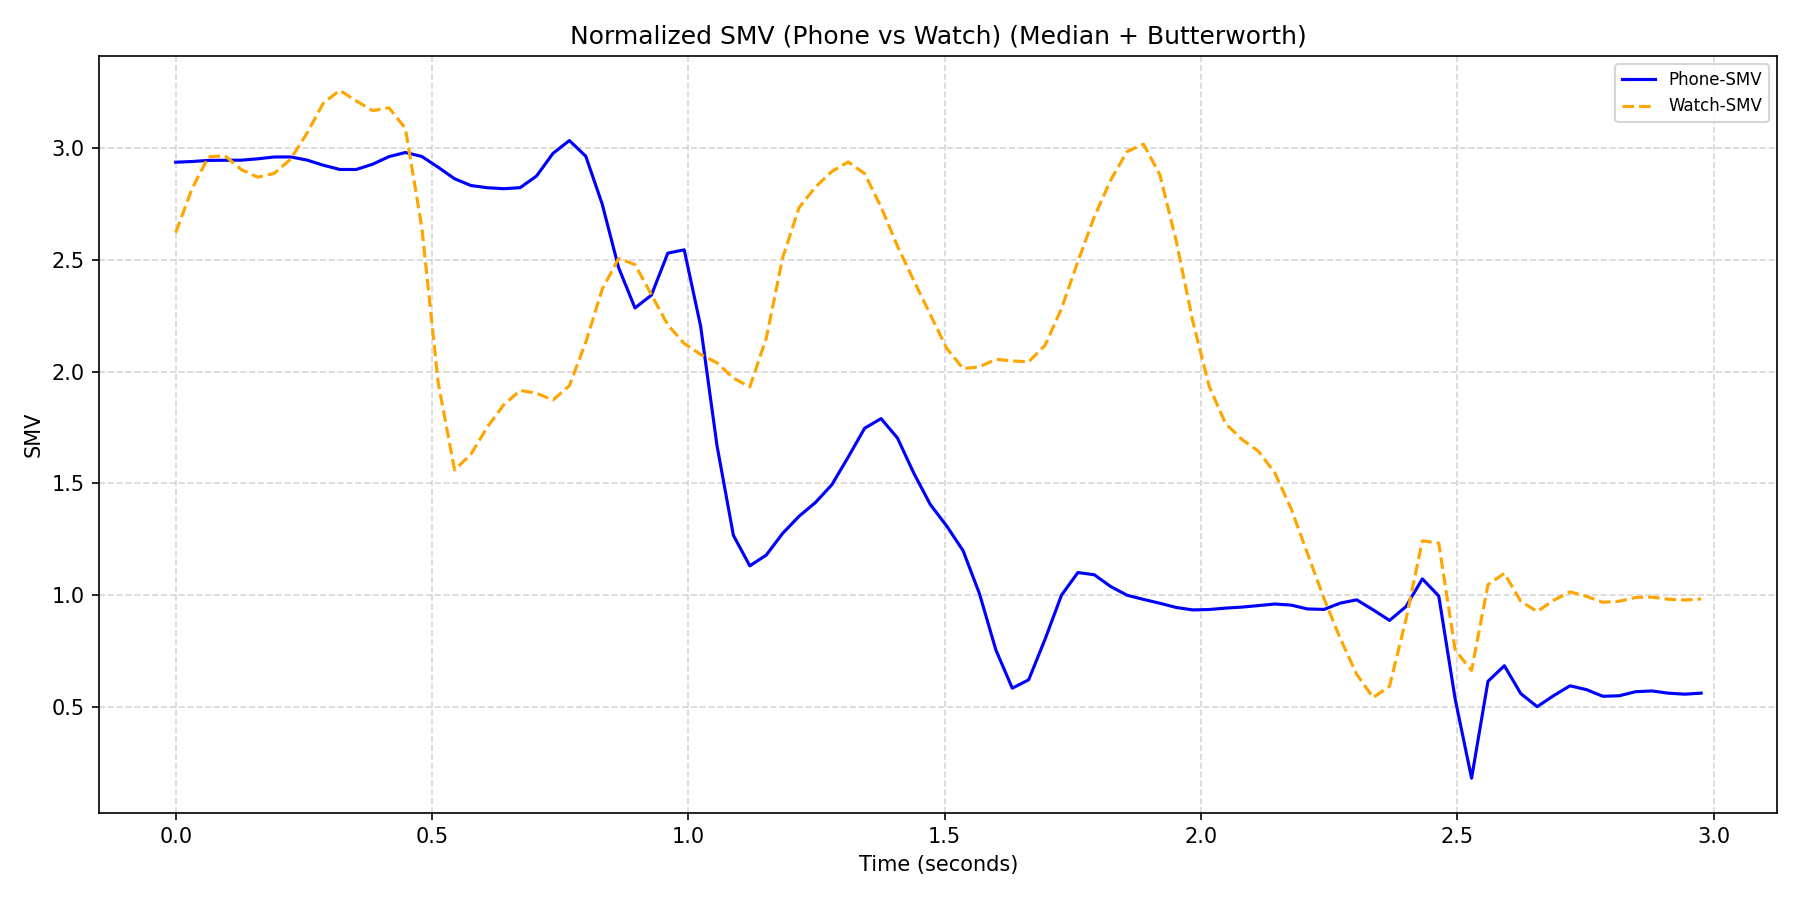 Normalized SMV (Phone vs Watch) (Median + Butterworth)
Phone-SMV
Watch-SMV
SMV
3.0
2.5
2.0
1.5
1.0
0.5
0.0 0.5 1.0 1.5 2.0 2.5 3.0
Time (seconds)